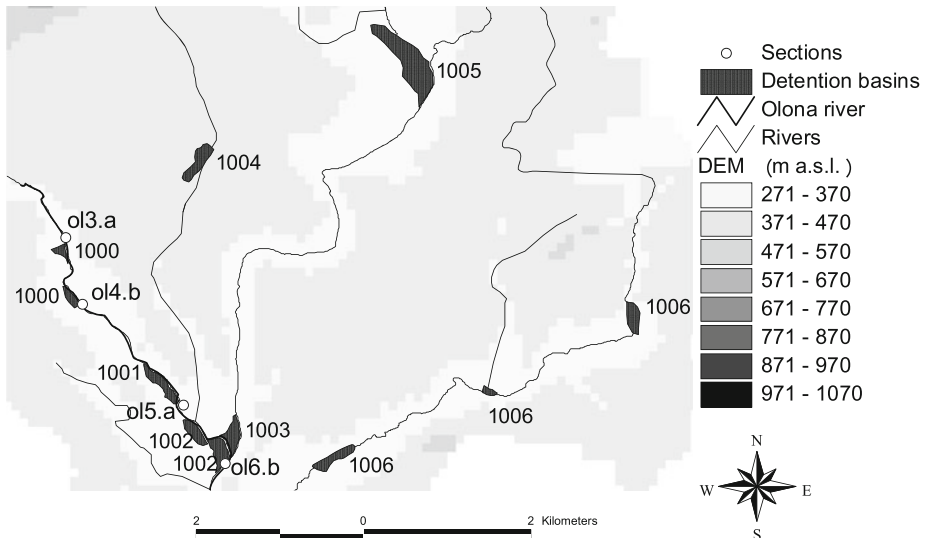 1005
1004
ol3.a
1000
1000
ol4.b
1006
1001
ol5.a
1006
1002
1003
1002
ol6.b
1006
2 0 2 Kilometers
Sections
Detention basins
Olona river
Rivers
DEM (m a.s.l. )
271 - 370
371 - 470
471 - 570
571 - 670
671 - 770
771 - 870
871 - 970
971 - 1070
N
W E
S